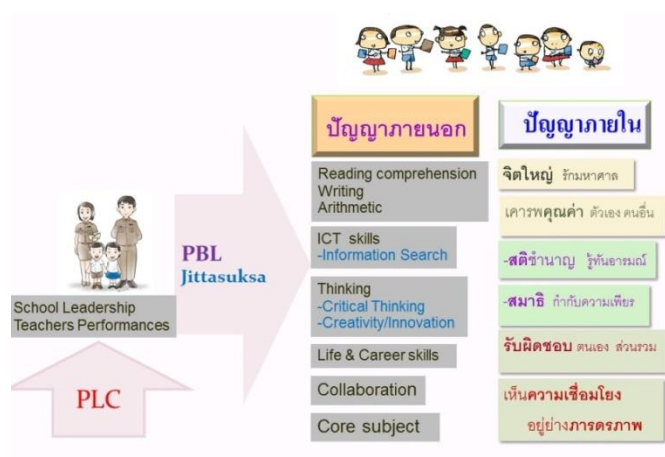 ปัญญาภายนอก
ปัญญาภายใน
Reading comprehension
Writing
Arithmetic
ICT skills
-Information Search
Thinking
-Critical Thinking
-Creativity/Innovation
Life & Career skills
Collaboration
Core subject
จิตใหญ่ รักมหาศาล
เคารพคุณค่า ตัวเอง คนอื่น
-สติชำนาญ รู้ทันอารมณ์
-สมาธิ กำกับความเพียร
รับผิดชอบ ตนเอง ส่วนรวม
เห็นความเชื่อมโยง
อยู่ย่างภารดรภาพ
PBL
Jittasuksa
School Leadership
Teachers Performances
PLC